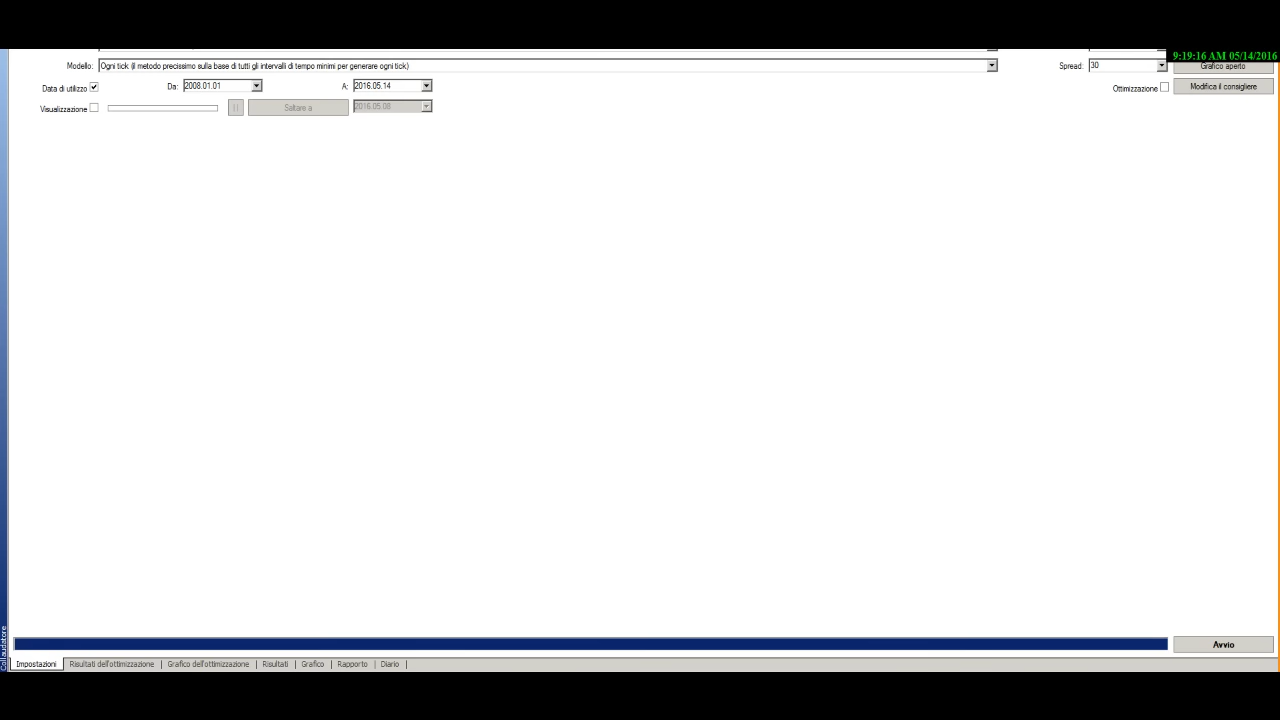 9:19:16 AM 05/14/2016
Modello: Ogni tick (il metodo precissimo sulla base di tutti gli intervalli di tempo minimi per generare ogni tick) Spread: 30 Grafico aperto
Data di utilizzo Da: 2008.01.01 A: 2016.05.14 Ottimizzazione Modifica il consigliere
Visualizzazione Saltare a 2016.05.08
Collaudatore
Avvio
Impostazioni Risultati dell'ottimizzazione Grafico dell'ottimizzazione Risultati Grafico Rapporto Diario